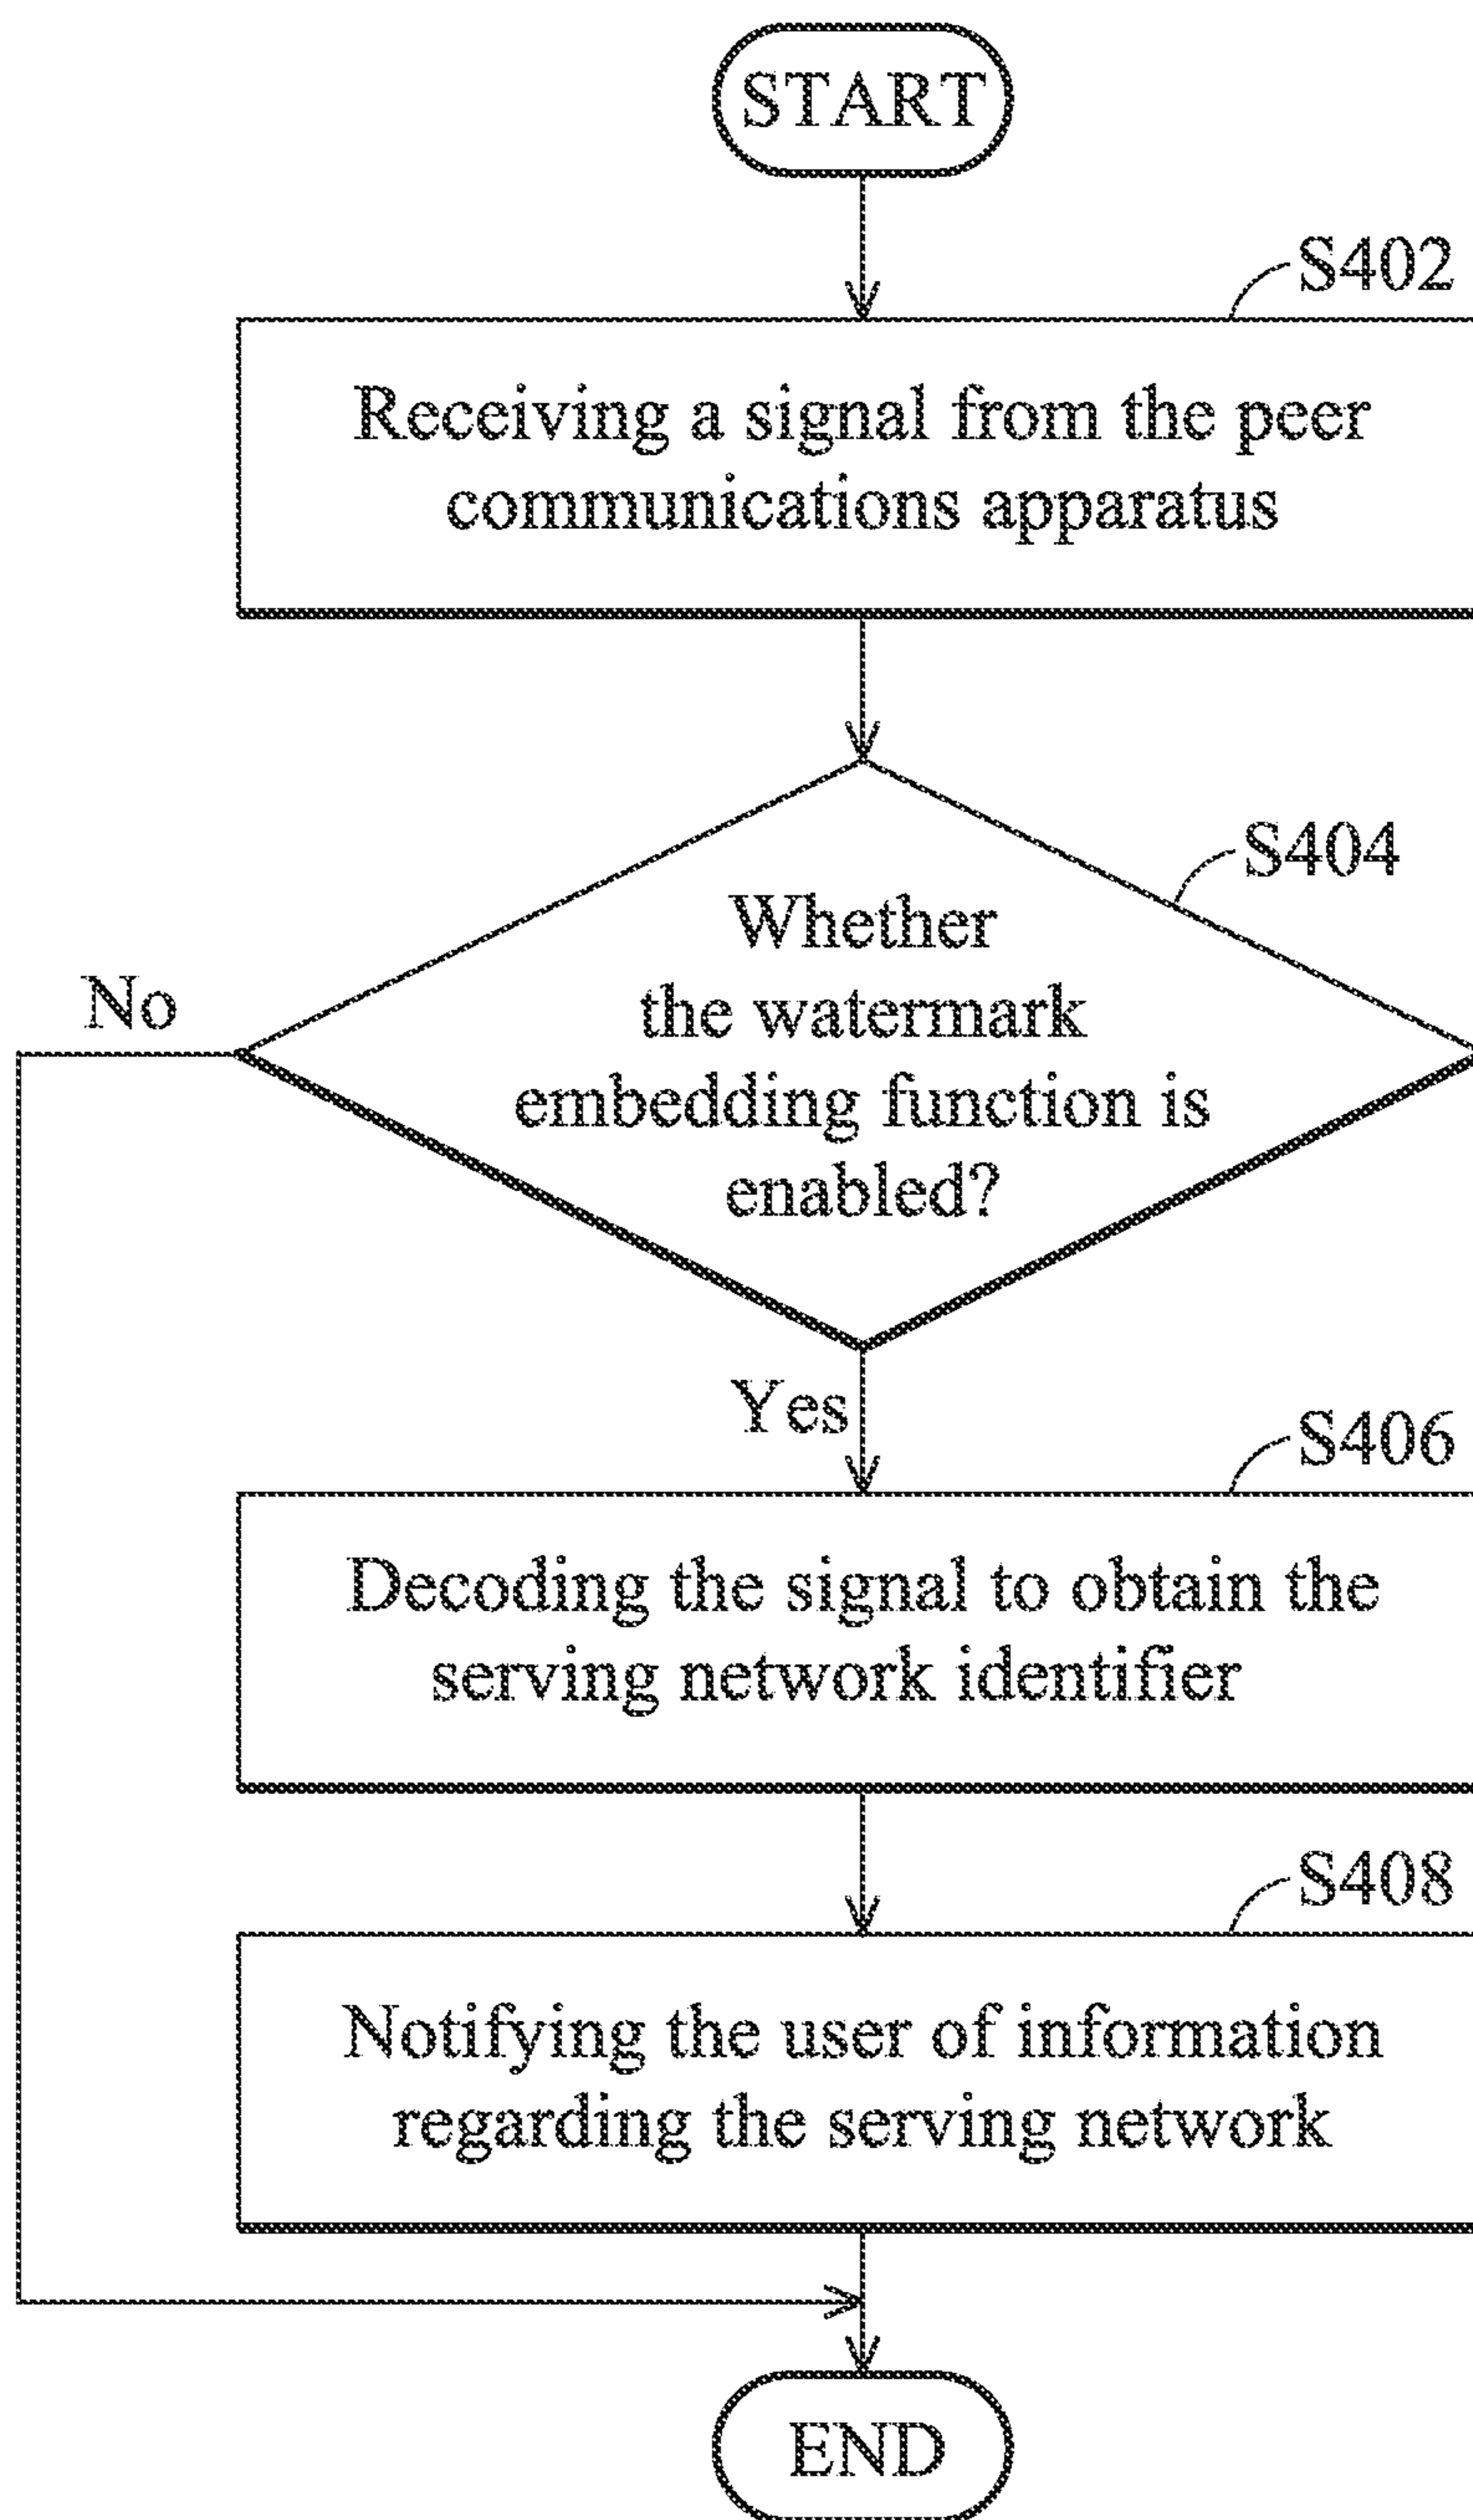 START
S402
Receiving a signal from the peer
communications apparatus
S404
Whether
the watermark
embedding function is
enabled?
No
Yes
S406
Decoding the signal to obtain the
serving network identifier
S408
Notifying the user of information
regarding the serving network
END